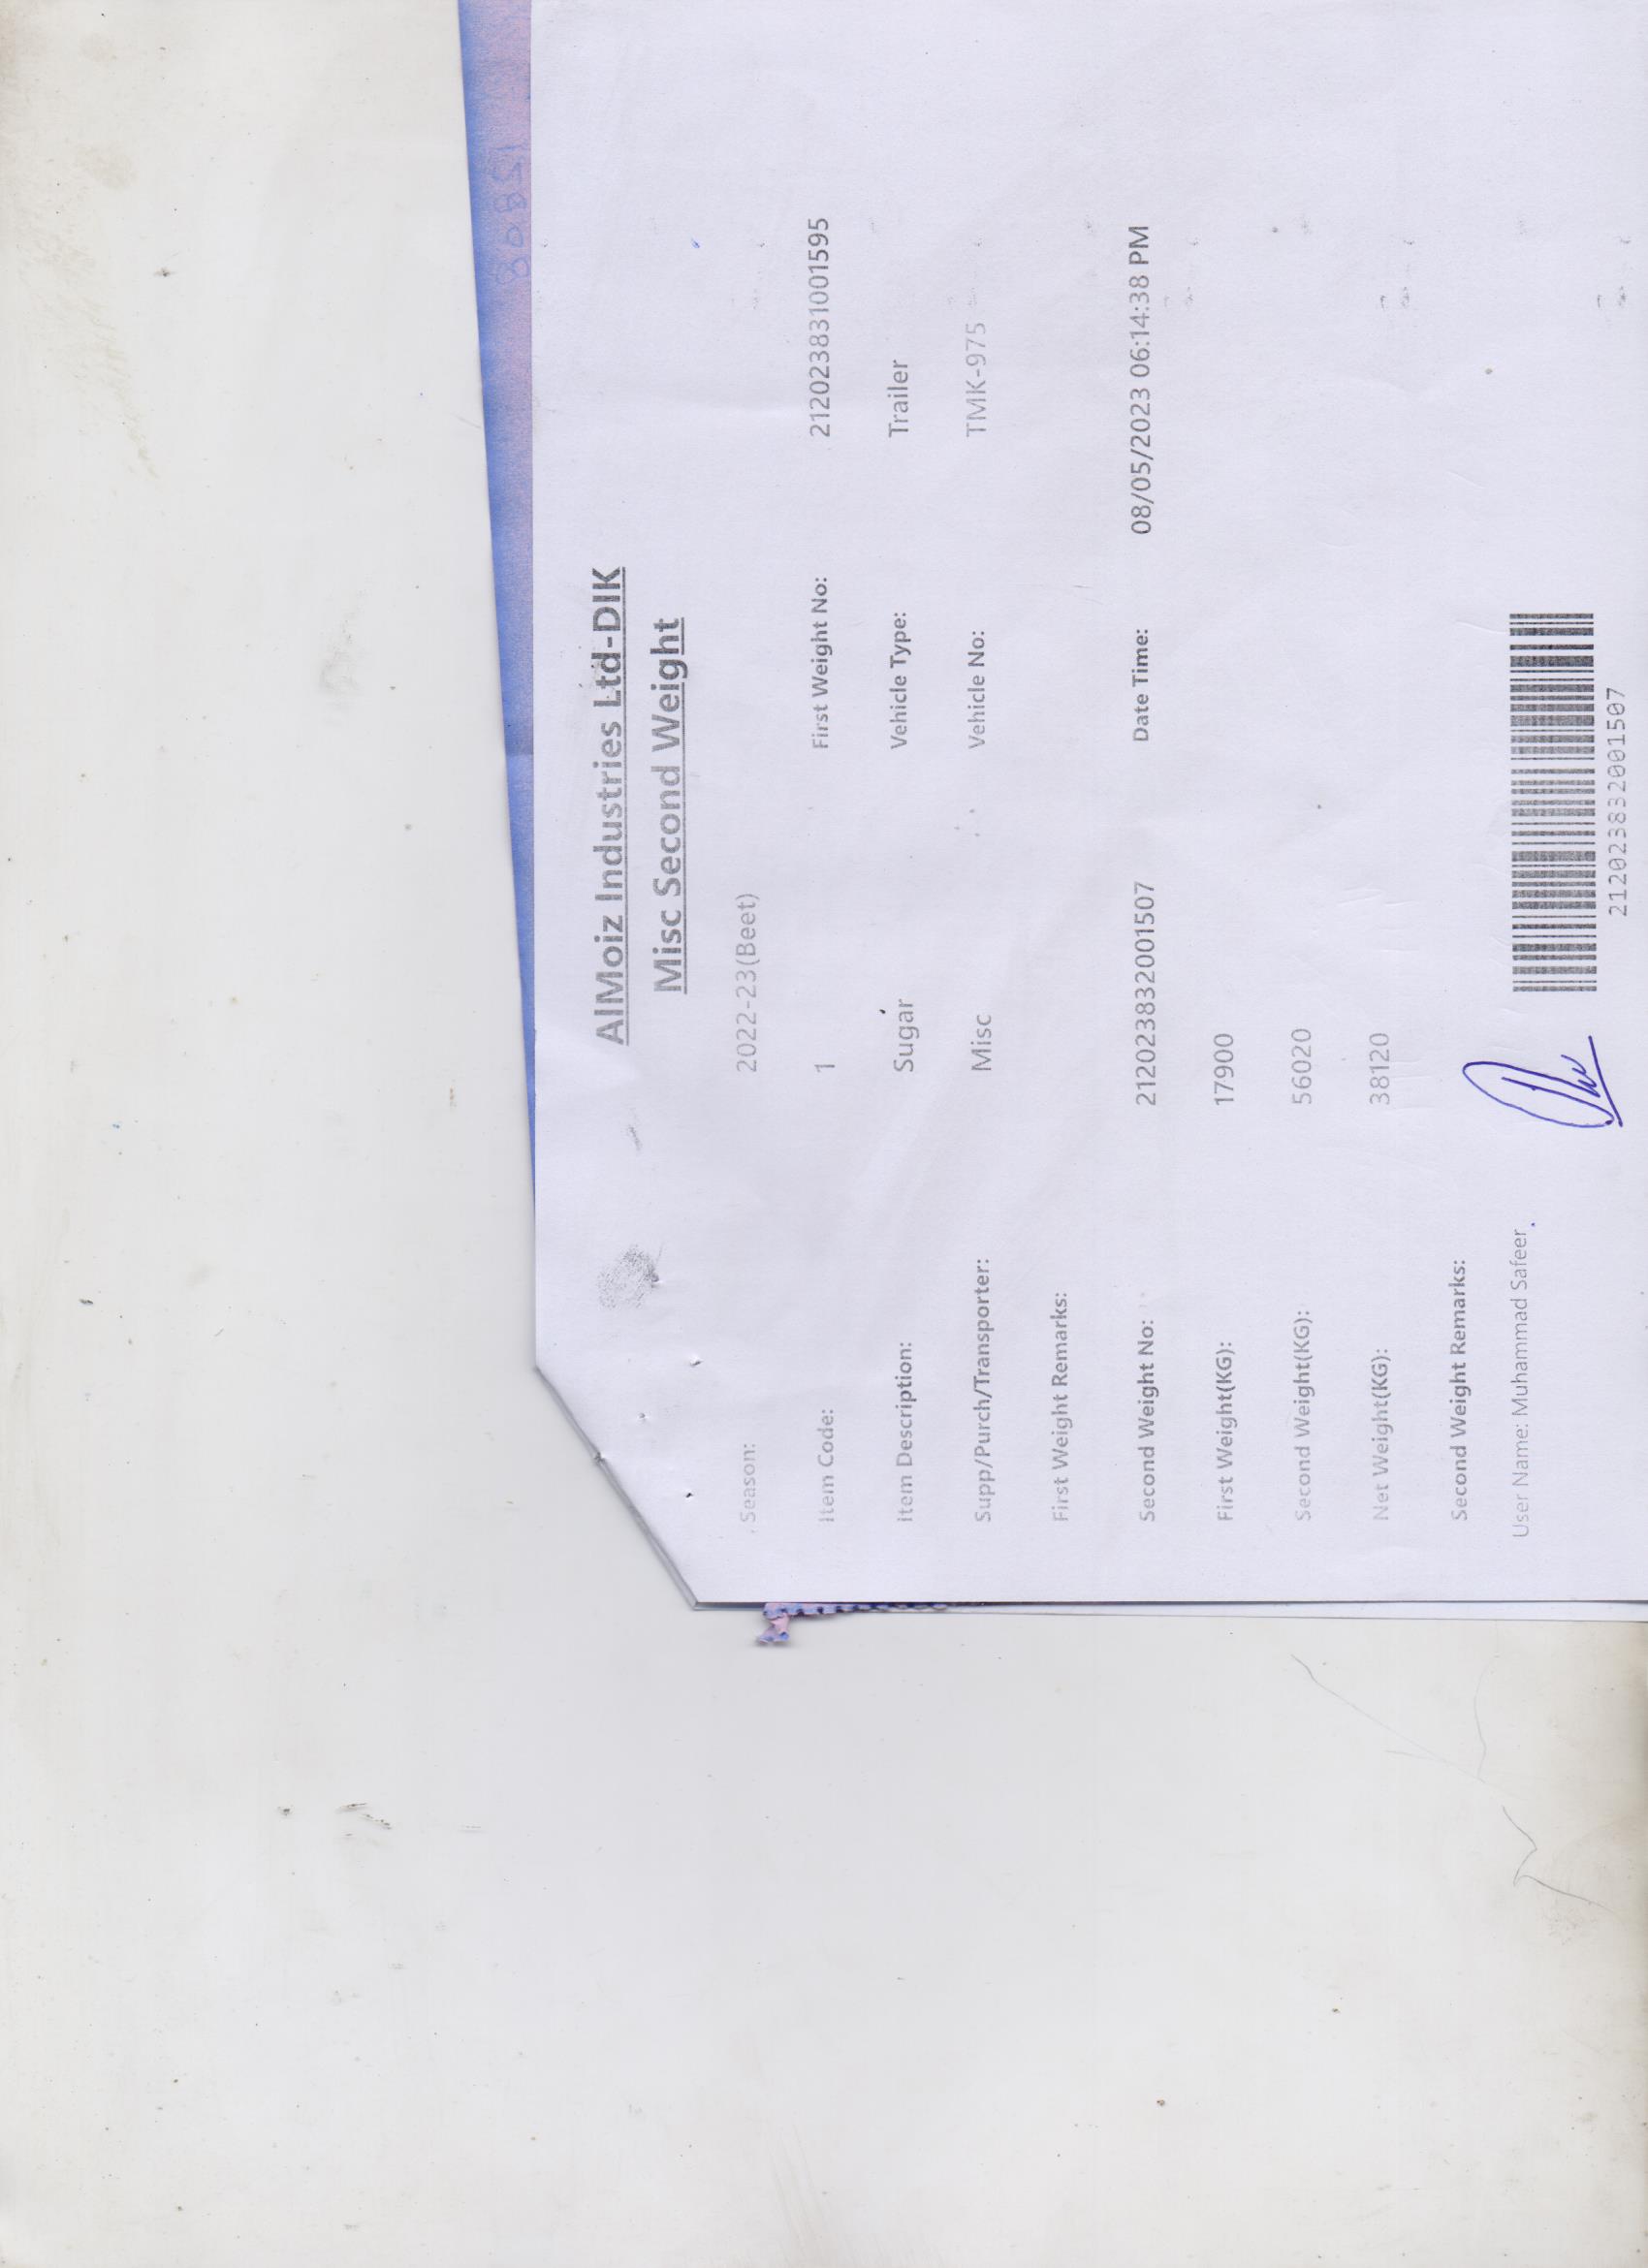 AlMoiz Industries Ltd-DIK
Misc Second Weight
Season: 2022-23(Beet)
Item Code: 1 First Weight No: 2120238310015​95
Item Description: Sugar Vehicle Type: Trailer
Supp/Purch/Transporter: Misc Vehicle No: TMK-975
First Weight Remarks:
Second Weight No: 212023832001507 Date Time: 08/05/2023 06:14:38 PM
First Weight(KG): 17900
Second Weight(KG): 56020
Net Weight(KG): 38120
Second Weight Remarks:
User Name: Muhammad Safeer
212023832001507